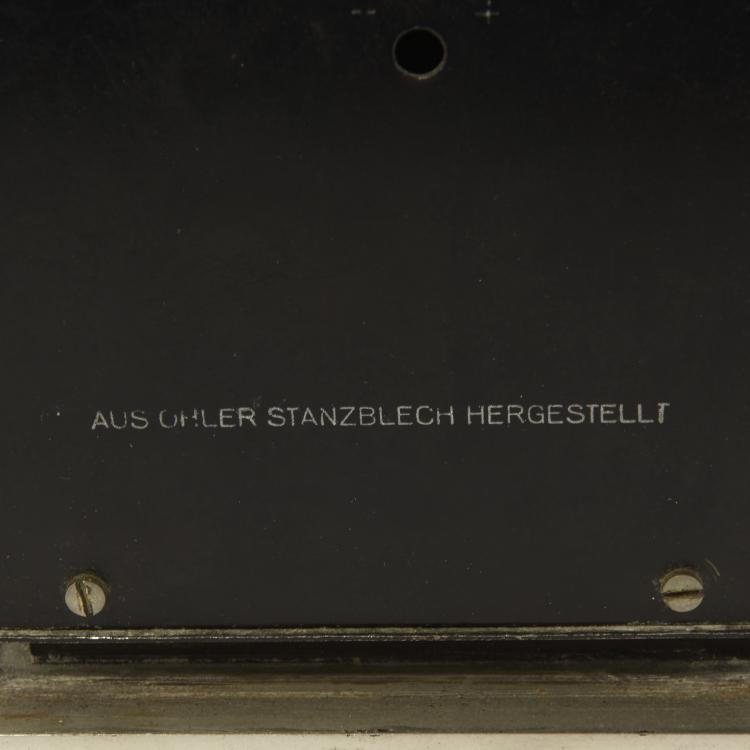 - +
AUS OHLER STANZBLECH HERGESTELLT